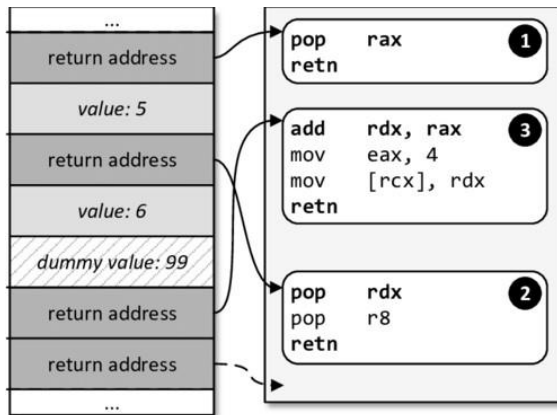 ...
return address
value: 5
return address
value: 6
dummy value: 99
return address
return address
...
pop rax
retn
1
add rdx, rax
mov eax, 4
mov [rcx], rdx
retn
3
pop rdx
pop r8
retn
2